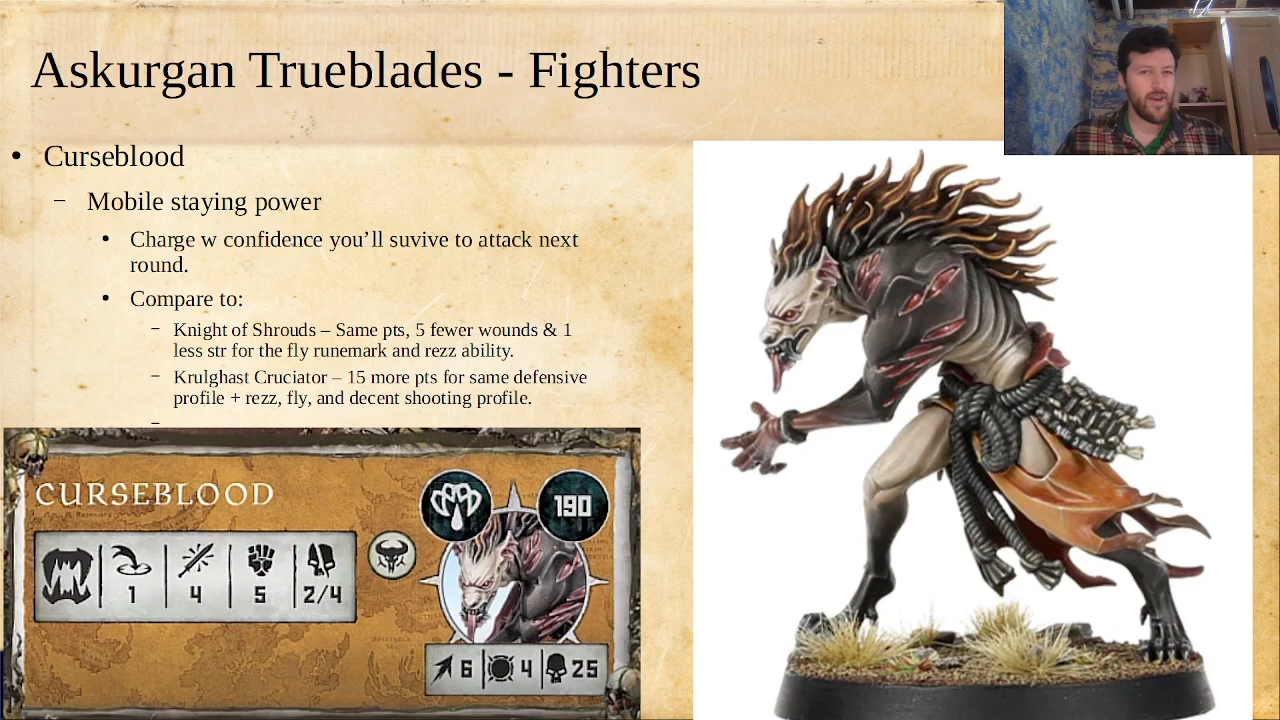 Askurgan Trueblades - Fighters
• Curseblood
– Mobile staying power
• Charge w confidence you’ll suvive to attack next
round.
• Compare to:
– Knight of Shrouds – Same pts, 5 fewer wounds & 1
less str for the fly runemark and rezz ability.
– Krulghast Cruciator – 15 more pts for same defensive
profile + rezz, fly, and decent shooting profile.
–
CURSEBLOOD
190
1 4 5 2/4
6 4 25